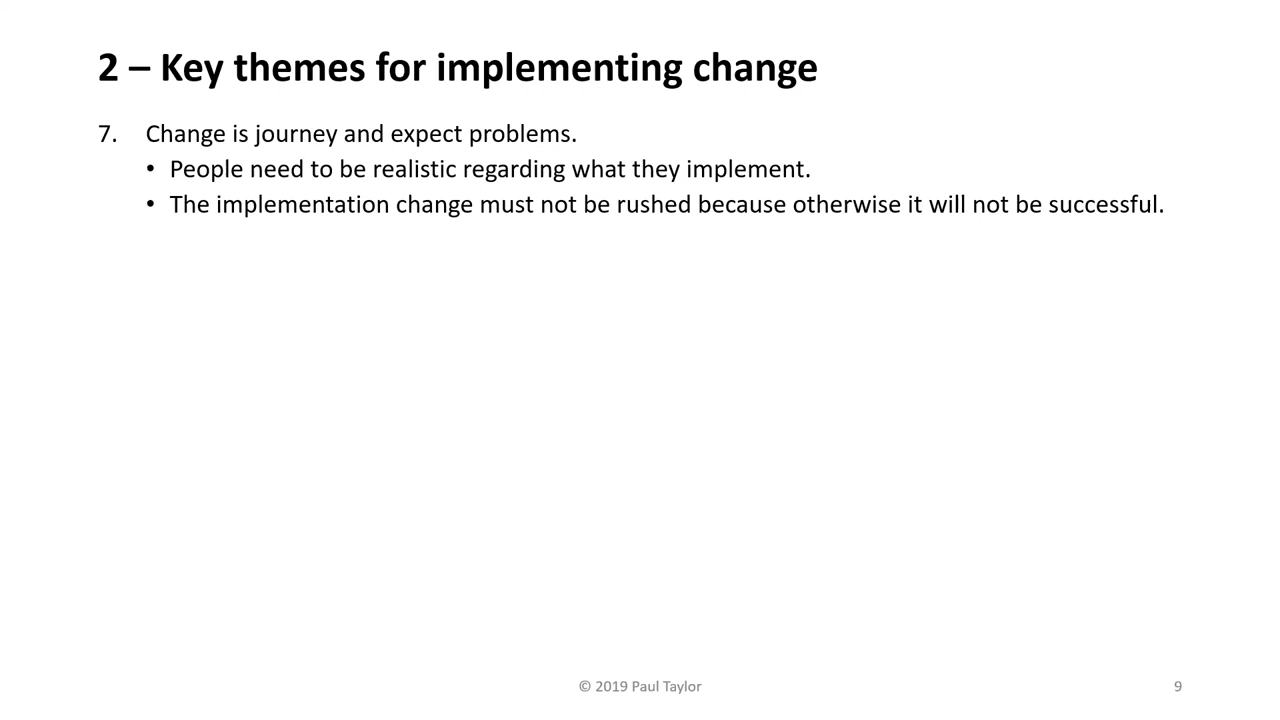 2 – Key themes for implementing change
7. Change is journey and expect problems.
• People need to be realistic regarding what they implement.
• The implementation change must not be rushed because otherwise it will not be successful.
© 2019 Paul Taylor
9